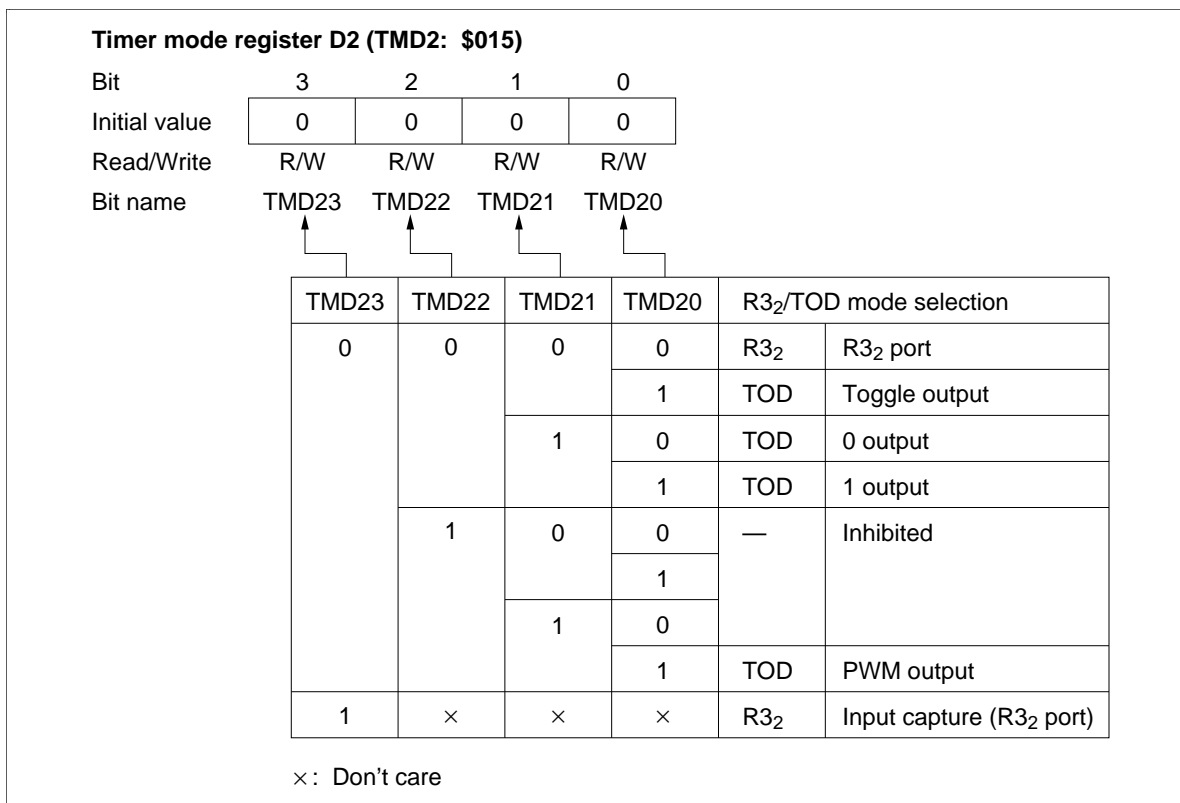 Timer mode register D2 (TMD2: $015)
Bit 3 2 1 0
Initial value 0 0 0 0
Read/Write R/W R/W R/W R/W
Bit name TMD23 TMD22 TMD21 TMD20
TMD23 TMD22 TMD21 TMD20 R3₂/TOD mode selection
0 0 0 0 R3₂ R3₂ port
1 TOD Toggle output
1 0 TOD 0 output
1 TOD 1 output
1 0 0 — Inhibited
1
1 0
1 TOD PWM output
1 × × × R3₂ Input capture (R3₂ port)
×: Don't care